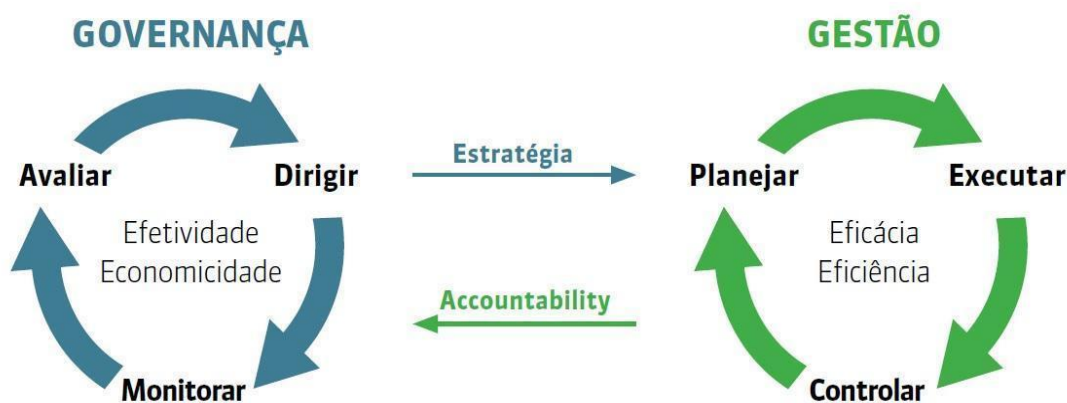 GOVERNANÇA
GESTÃO
Avaliar
Dirigir
Estratégia
Planejar
Executar
Efetividade
Economicidade
Eficácia
Eficiência
Accountability
Monitorar
Controlar